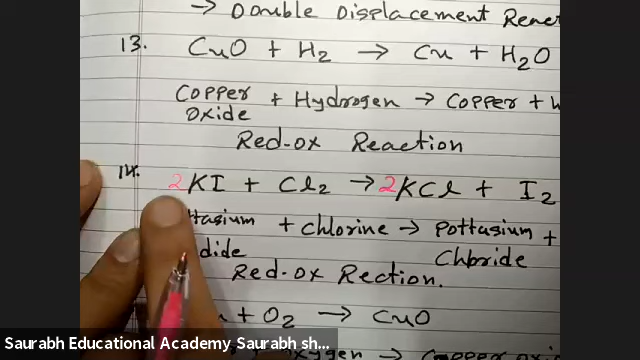 → Double Displacement
13. CuO + H2 → Cu + H2O
Copper + Hydrogen → Copper +
oxide
Red-ox Reaction
14. 2KI + Cl2 → 2KCl + I2
+ chlorine → Pottasium +
Chloride
Red-ox Rection.
+ O2 → CuO
→ Copper
Saurabh Educational Academy Saurabh sh...